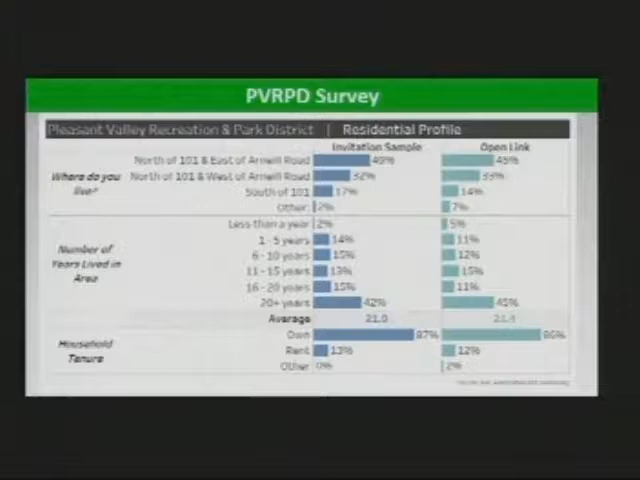 PVRPD Survey
Pleasant Valley Recreation & Park District | Residential Profile
Invitation Sample Open Link
Where do you live?
North of 101 & East of Arneill Road 49% 45%
North of 101 & West of Arneill Road 32% 33%
South of 101 17% 14%
Other 2% 7%
Number of Years Lived in Area
Less than a year 2% 5%
1 - 5 years 14% 11%
6 - 10 years 15% 12%
11 - 15 years 13% 15%
16 - 20 years 15% 11%
20+ years 42% 45%
Average 21.0
Household Tenure
Own 87% 86%
Rent 13% 12%
Other 0% 2%